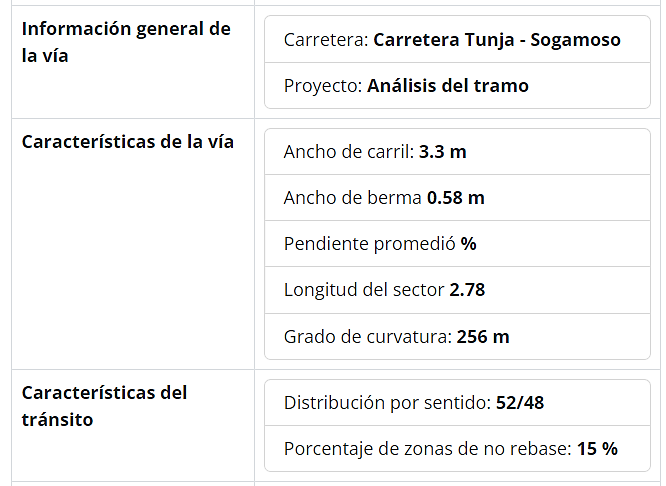 Información general de
la vía
Carretera: Carretera Tunja - Sogamoso
Proyecto: Análisis del tramo
Características de la vía
Ancho de carril: 3.3 m
Ancho de berma 0.58 m
Pendiente promedió %
Longitud del sector 2.78
Grado de curvatura: 256 m
Características del
tránsito
Distribución por sentido: 52/48
Porcentaje de zonas de no rebase: 15 %